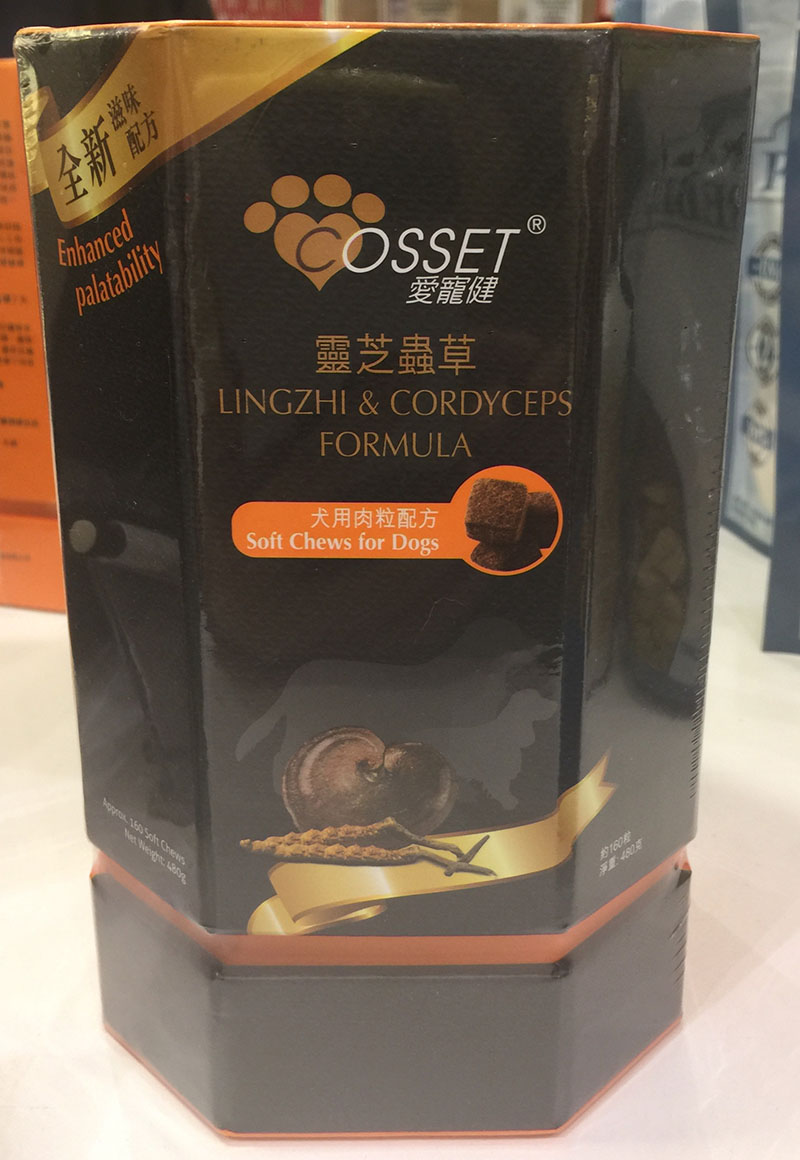 全新
滋味
配方
Enhanced
palatability
COSSET®
愛寵健
靈芝蟲草
LINGZHI & CORDYCEPS
FORMULA
犬用肉粒配方
Soft Chews for Dogs
Approx. 160 Soft Chews
Net Weight: 480g
約160粒
淨重: 480克